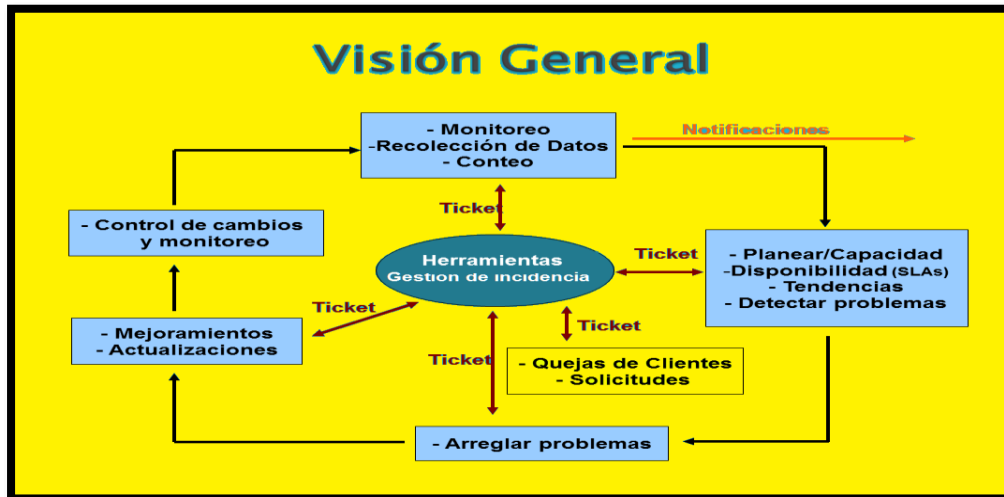 Visión General
- Monitoreo
-Recolección de Datos
- Conteo
Notificaciones
Ticket
- Control de cambios
y monitoreo
Herramientas
Gestión de incidencia
Ticket
- Planear/Capacidad
-Disponibilidad (SLAs)
- Tendencias
- Detectar problemas
Ticket
- Mejoramientos
- Actualizaciones
Ticket
Ticket
- Quejas de Clientes
- Solicitudes
- Arreglar problemas